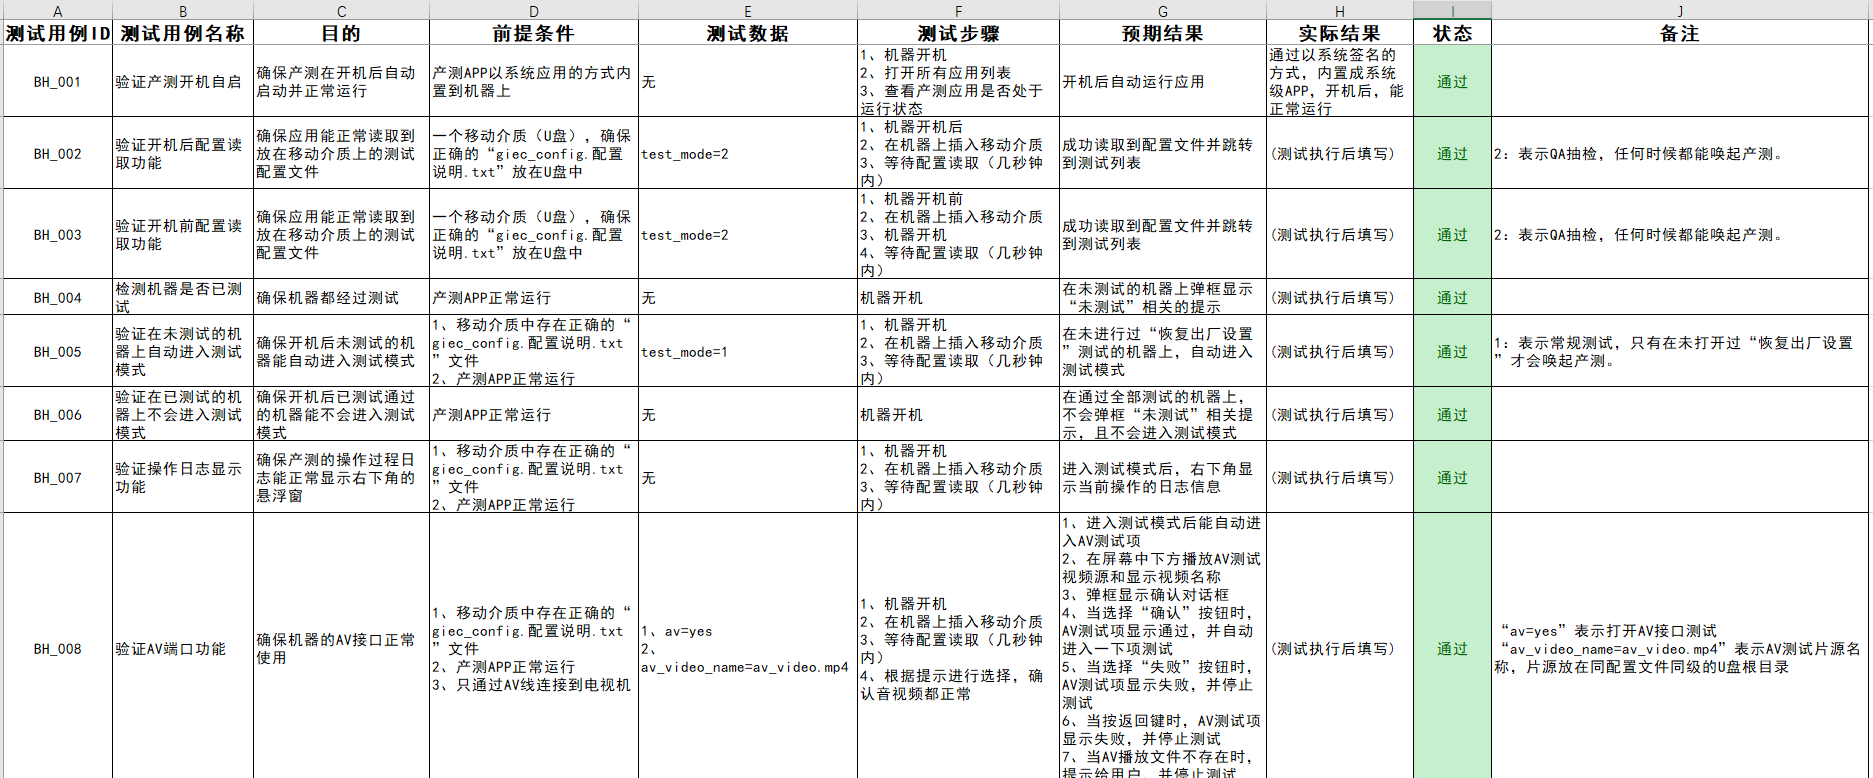 A B C D E F G H I J
测试用例ID 测试用例名称 目的 前提条件 测试数据 测试步骤 预期结果 实际结果 状态 备注
BH_001
验证产测开机自启
确保产测在开机后自动
启动并正常运行
产测APP以系统应用的方式内
置到机器上
无
1、机器开机
2、打开所有应用列表
3、查看产测应用是否处于
运行状态
开机后自动运行应用
通过以系统签名的
方式，内置成系统
级APP，开机后，能
正常运行
通过
BH_002
验证开机后配置读
取功能
确保应用能正常读取到
放在移动介质上的测试
配置文件
一个移动介质（U盘），确保
正确的“giec_config.配置
说明.txt”放在U盘中
test_mode=2
1、机器开机后
2、在机器上插入移动介质
3、等待配置读取（几秒钟
内）
成功读取到配置文件并跳转
到测试列表
(测试执行后填写)
通过
2：表示QA抽检，任何时候都能唤起产测。
BH_003
验证开机前配置读
取功能
确保应用能正常读取到
放在移动介质上的测试
配置文件
一个移动介质（U盘），确保
正确的“giec_config.配置
说明.txt”放在U盘中
test_mode=2
1、机器开机前
2、在机器上插入移动介质
3、机器开机
4、等待配置读取（几秒钟
内）
成功读取到配置文件并跳转
到测试列表
(测试执行后填写)
通过
2：表示QA抽检，任何时候都能唤起产测。
BH_004
检测机器是否已测
试
确保机器都经过测试
产测APP正常运行
无
机器开机
在未测试的机器上弹框显示
“未测试”相关的提示
(测试执行后填写)
通过
BH_005
验证在未测试的机
器上自动进入测试
模式
确保开机后未测试的机
器能自动进入测试模式
1、移动介质中存在正确的“
giec_config.配置说明.txt
”文件
2、产测APP正常运行
test_mode=1
1、机器开机
2、在机器上插入移动介质
3、等待配置读取（几秒钟
内）
在未进行过“恢复出厂设置
”测试的机器上，自动进入
测试模式
(测试执行后填写)
通过
1：表示常规测试，只有在未打开过“恢复出厂设置
”才会唤起产测。
BH_006
验证在已测试的机
器上不会进入测试
模式
确保开机后已测试通过
的机器能不会进入测试
模式
产测APP正常运行
无
机器开机
在通过全部测试的机器上，
不会弹框“未测试”相关提
示，且不会进入测试模式
(测试执行后填写)
通过
BH_007
验证操作日志显示
功能
确保产测的操作过程日
志能正常显示右下角的
悬浮窗
1、移动介质中存在正确的“
giec_config.配置说明.txt
”文件
2、产测APP正常运行
无
1、机器开机
2、在机器上插入移动介质
3、等待配置读取（几秒钟
内）
进入测试模式后，右下角显
示当前操作的日志信息
(测试执行后填写)
通过
BH_008
验证AV端口功能
确保机器的AV接口正常
使用
1、移动介质中存在正确的“
giec_config.配置说明.txt
”文件
2、产测APP正常运行
3、只通过AV线连接到电视机
1、av=yes
2、
av_video_name=av_video.mp4
1、机器开机
2、在机器上插入移动介质
3、等待配置读取（几秒钟
内）
4、根据提示进行选择，确
认音视频都正常
1、进入测试模式后能自动进
入AV测试项
2、在屏幕中下方播放AV测试
视频源和显示视频名称
3、弹框显示确认对话框
4、当选择“确认”按钮时，
AV测试项显示通过，并自动
进入一下项测试
5、当选择“失败”按钮时，
AV测试项显示失败，并停止
测试
6、当按返回键时，AV测试项
显示失败，并停止测试
7、当AV播放文件不存在时，
提示给用户，并停止测试
(测试执行后填写)
通过
“av=yes”表示打开AV接口测试
“av_video_name=av_video.mp4”表示AV测试片源名
称，片源放在同配置文件同级的U盘根目录